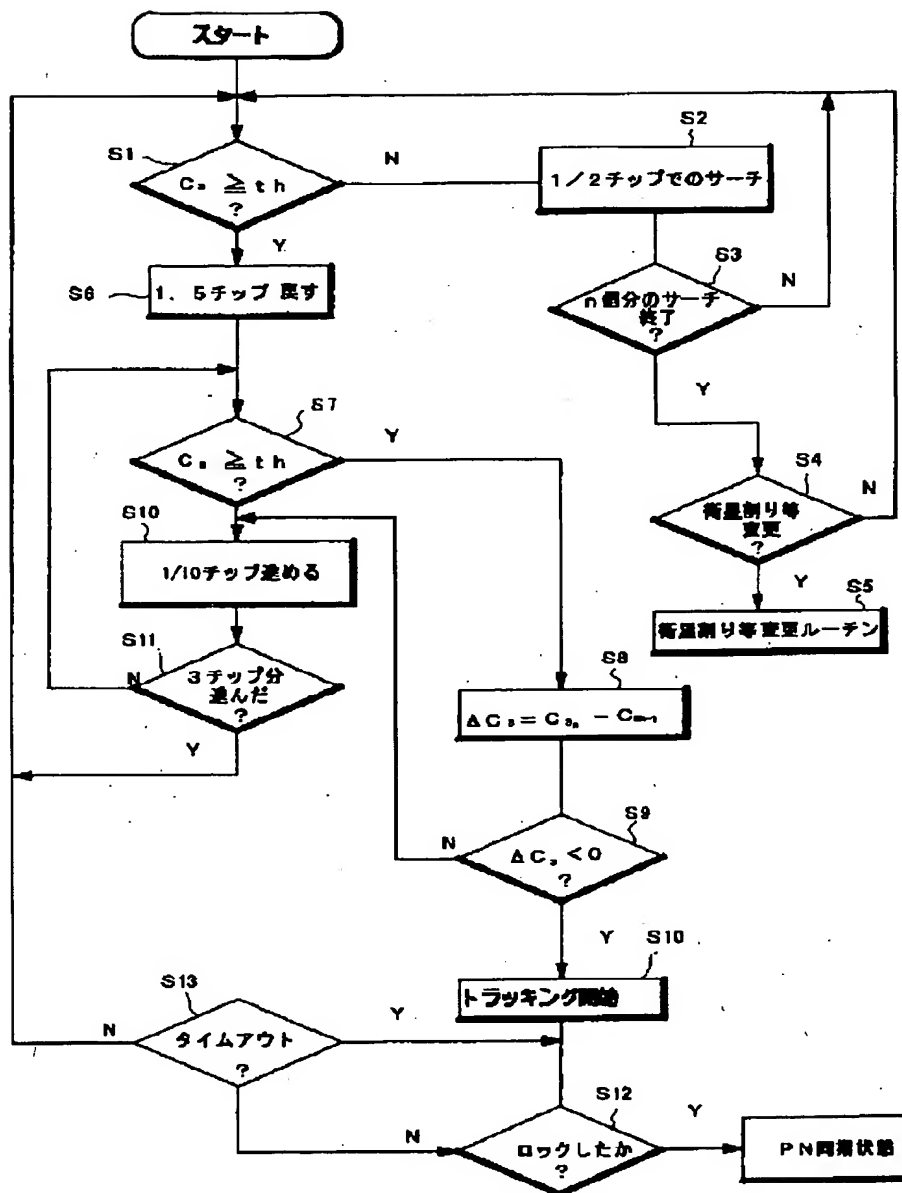 スタート
S1
C₃ ≧ th
?
N
Y
S2
1/2チップでのサーチ
S3
n個分のサーチ
終了
?
N
Y
S6
1.5チップ 戻す
S7
C₃ ≧ th
?
Y
S4
衛星割り等
変更
?
N
Y
S5
衛星割り等変更ルーチン
S10
1/10チップ進める
S11
3チップ分
進んだ
?
N
Y
S8
S9
ΔC₃ <0
?
N
Y
S10
トラッキング開始
S13
タイムアウト
?
N
Y
S12
ロックしたか
?
N
Y
PN同期状態